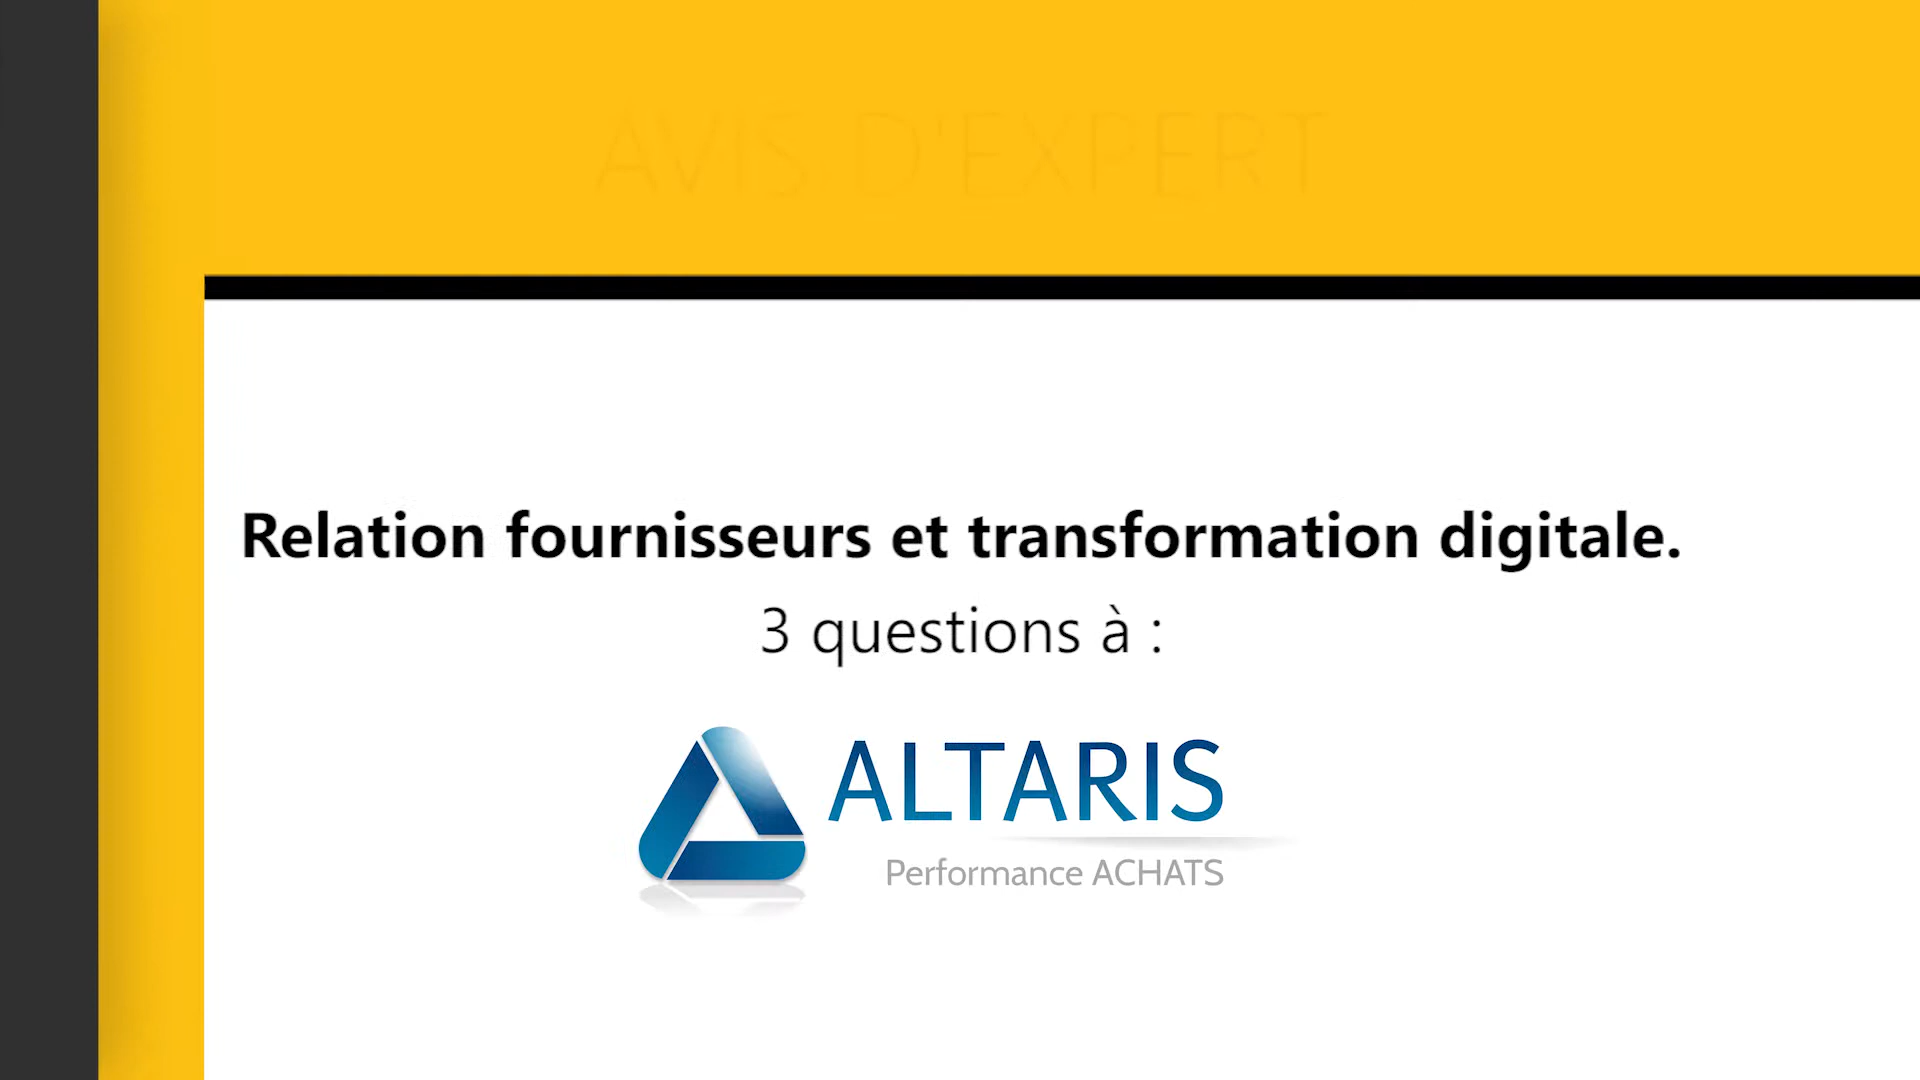 AVIS D'EXPERT
Relation fournisseurs et transformation digitale.
3 questions à :
ALTARIS
Performance ACHATS